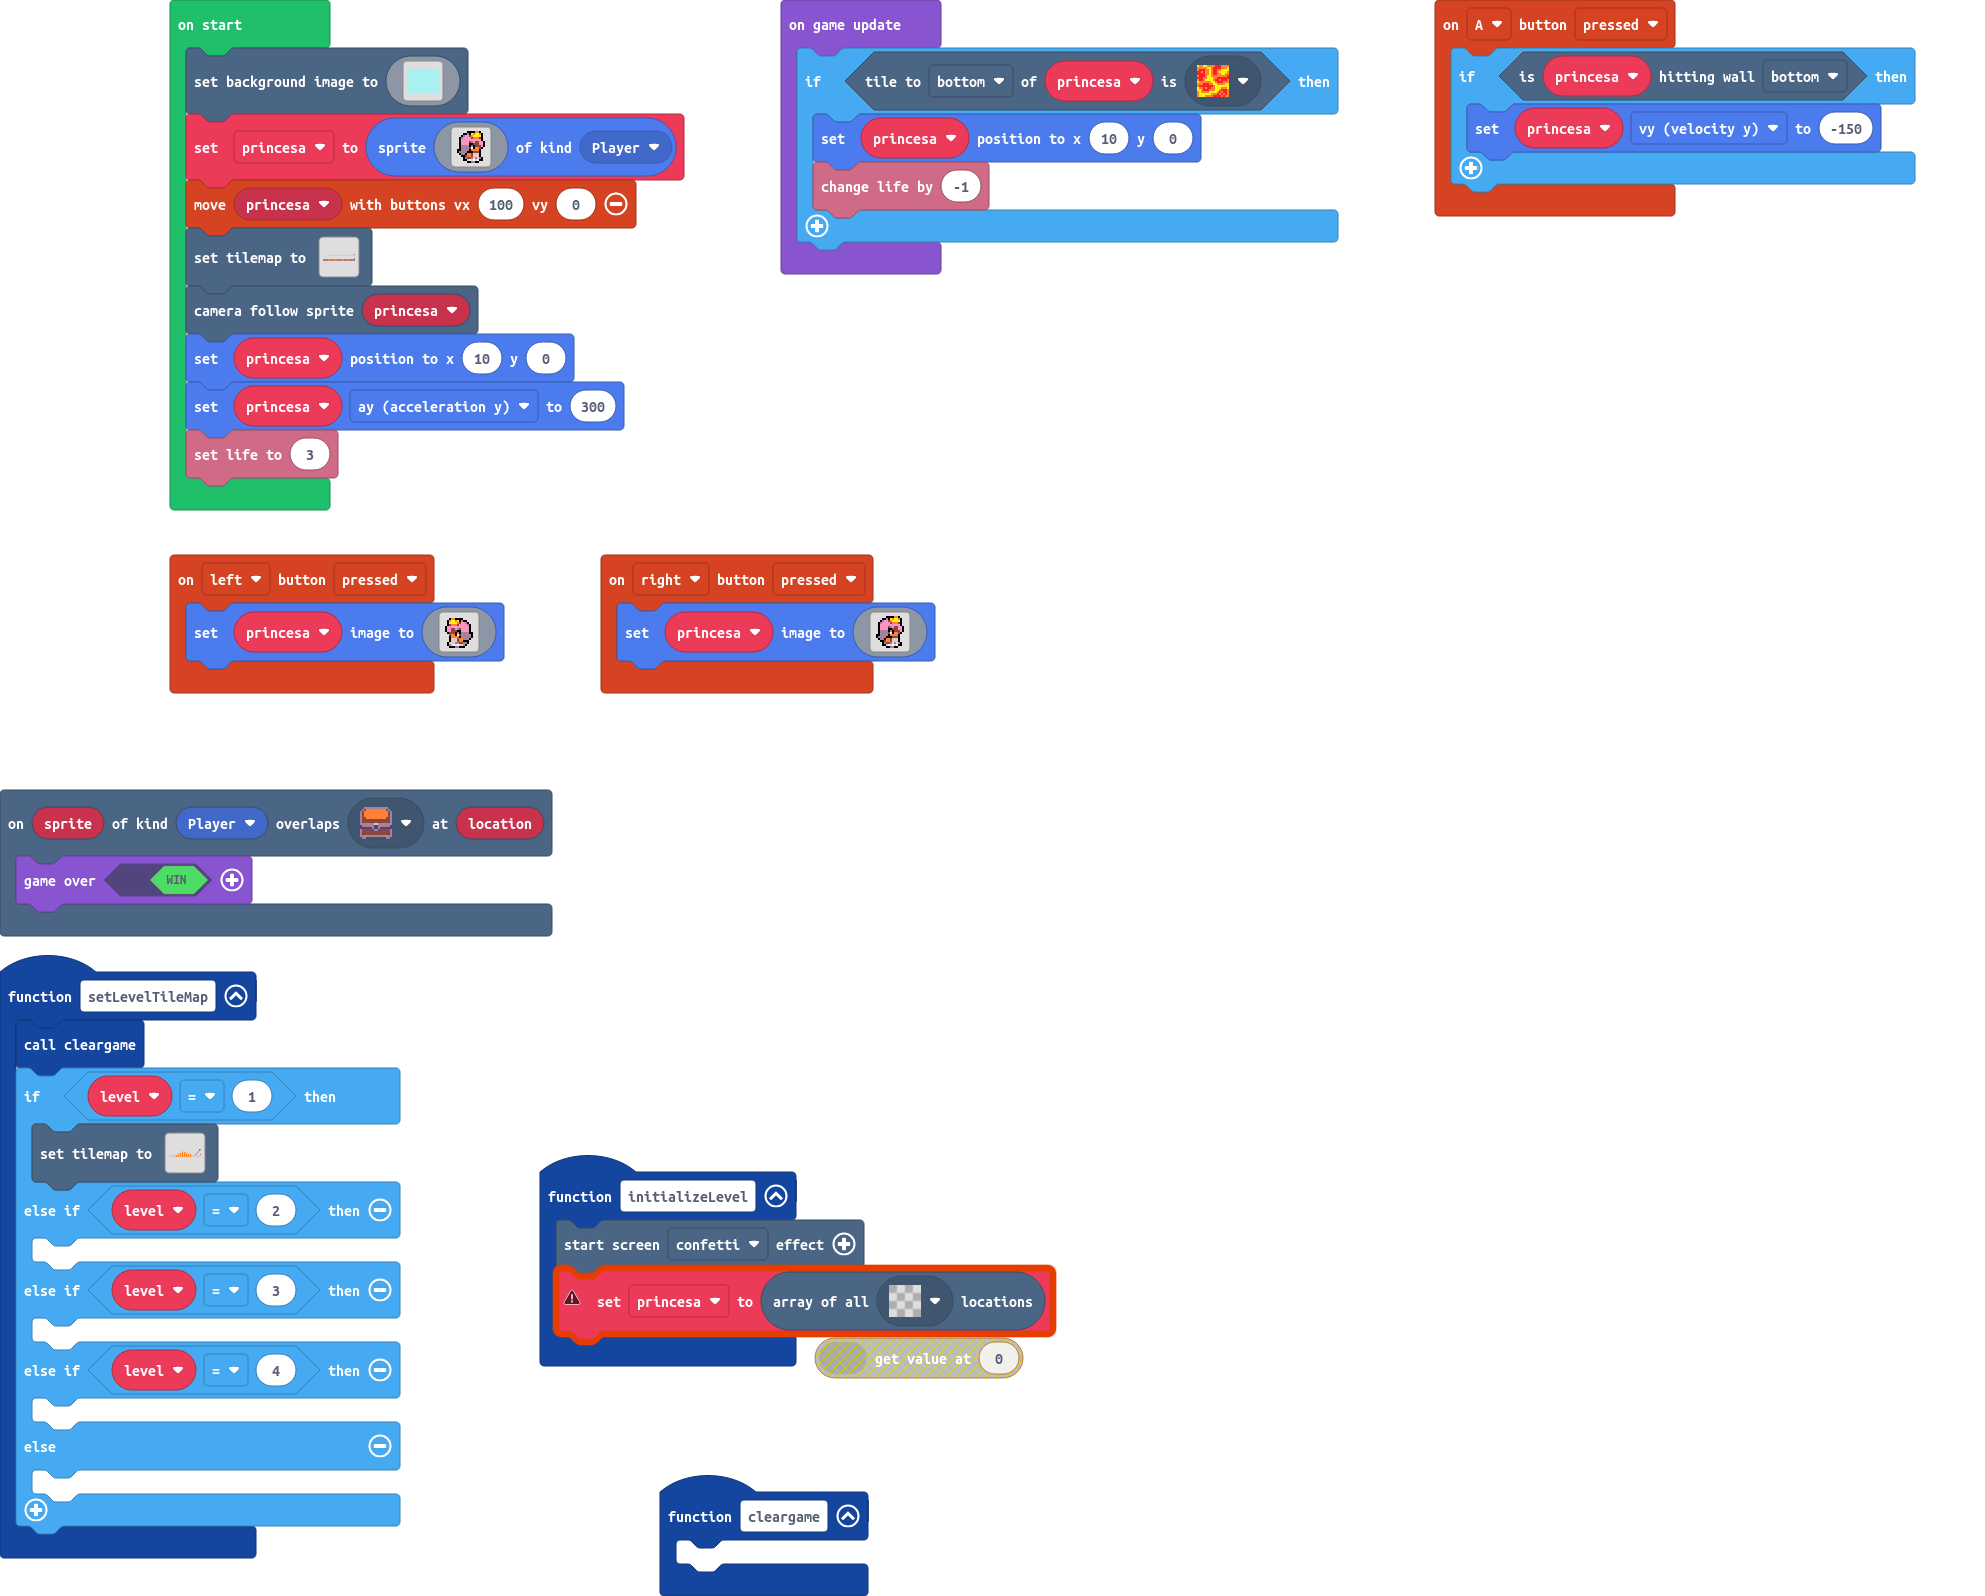 on start
set background image to
set princesa to sprite of kind Player
move princesa with buttons vx 100 vy 0
set tilemap to
camera follow sprite princesa
set princesa position to x 10 y 0
set princesa ay (acceleration y) to 300
set life to 3
on game update
if tile to bottom of princesa is then
set princesa position to x 10 y 0
change life by -1
on A button pressed
if is princesa hitting wall bottom then
set princesa vy (velocity y) to -150
on left button pressed
set princesa image to
on right button pressed
set princesa image to
on sprite of kind Player overlaps at location
game over WIN
function setLevelTileMap
call cleargame
if level = 1 then
set tilemap to
else if level = 2 then
else if level = 3 then
else if level = 4 then
else
function initializeLevel
start screen confetti effect
set princesa to array of all locations
get value at 0
function cleargame